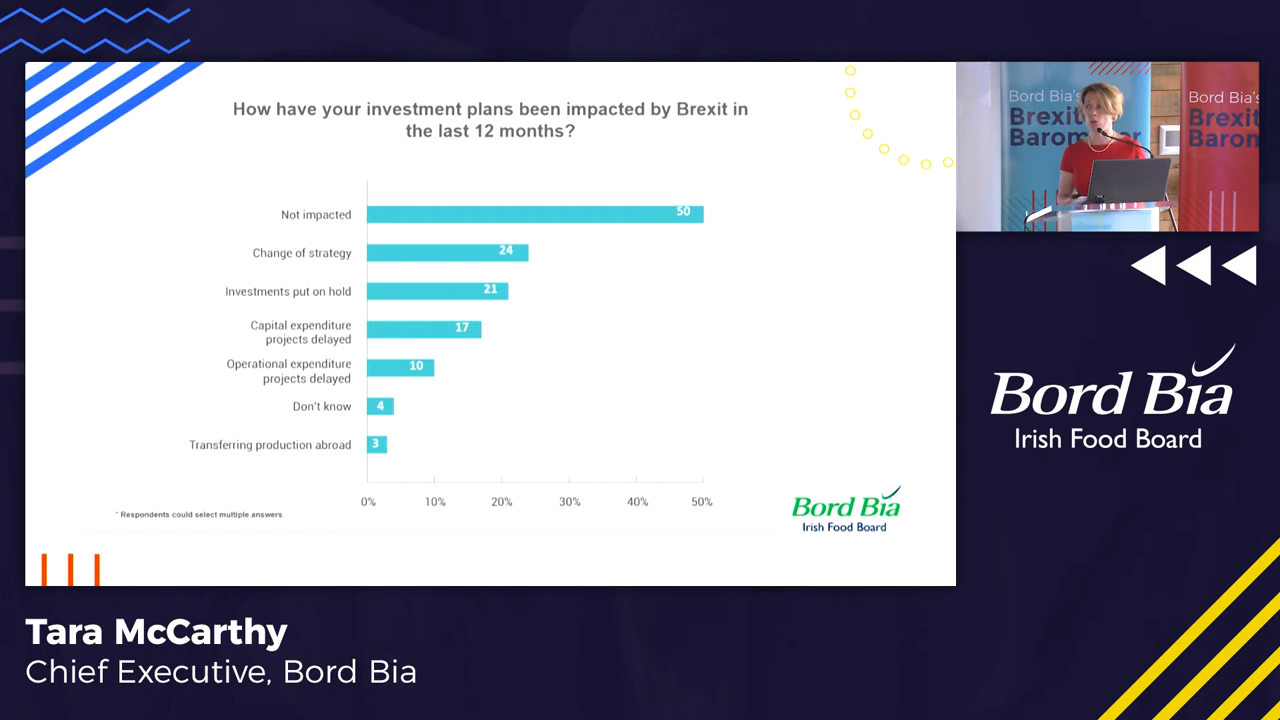 How have your investment plans been impacted by Brexit in
the last 12 months?
Not impacted
50
Change of strategy
24
Investments put on hold
21
Capital expenditure
projects delayed
17
Operational expenditure
projects delayed
10
Don't know
4
Transferring production abroad
3
0%
10%
20%
30%
40%
50%
* Respondents could select multiple answers
Bord Bia
Irish Food Board
Bord Bia's
Brexit
Bord Bia's
Brexit
Bord Bia
Irish Food Board
Tara McCarthy
Chief Executive, Bord Bia